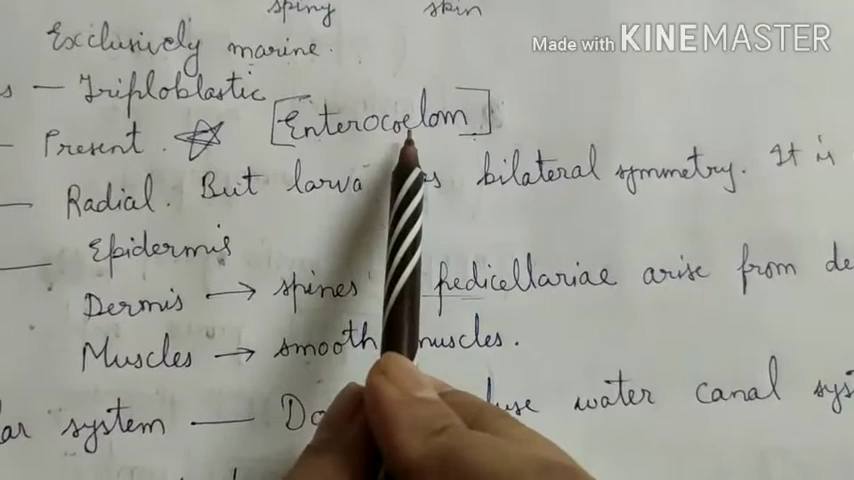 spiny skin
Made with KINEMASTER
Exclusively marine.
s — Triploblastic
— Present. [Enterocoelom]
— Radial. But larva bilateral symmetry. It is
— Epidermis
Dermis → spines pedicellariae arise from de
Muscles → smooth muscles.
ar system — water canal sys